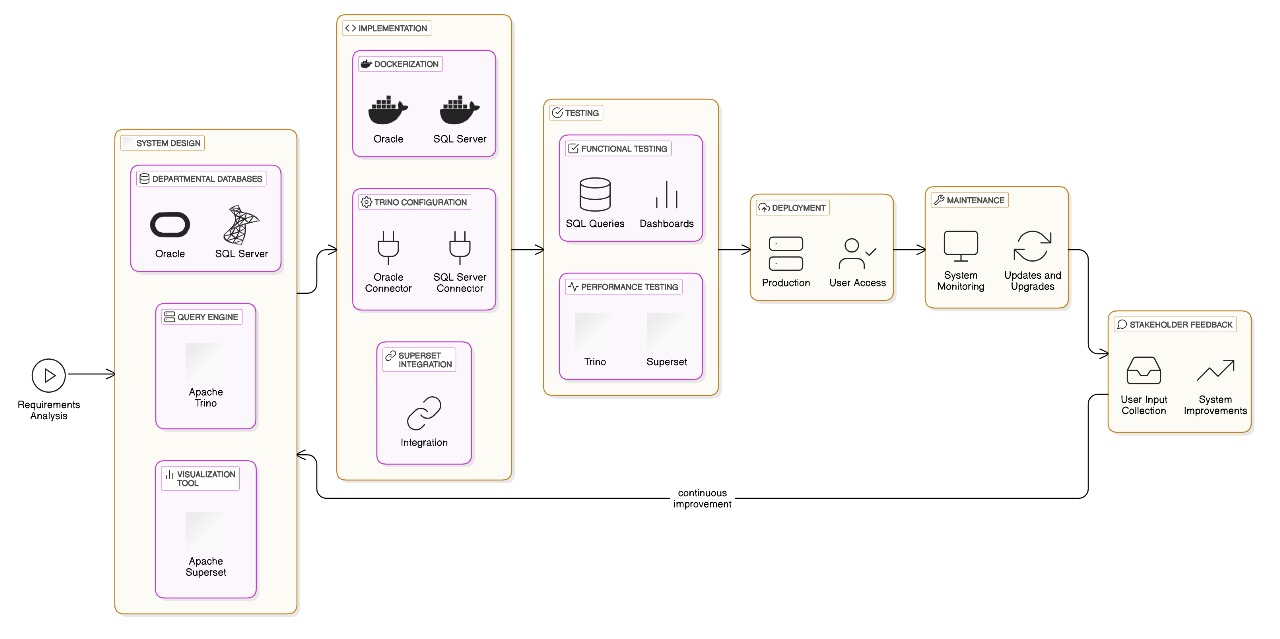 Requirements
Analysis
SYSTEM DESIGN
DEPARTMENTAL DATABASES
Oracle
SQL Server
QUERY ENGINE
Apache
Trino
VISUALIZATION
TOOL
Apache
Superset
IMPLEMENTATION
DOCKERIZATION
Oracle
SQL Server
TRINO CONFIGURATION
Oracle
Connector
SQL Server
Connector
SUPERSET
INTEGRATION
Integration
TESTING
FUNCTIONAL TESTING
SQL Queries
Dashboards
PERFORMANCE TESTING
Trino
Superset
DEPLOYMENT
Production
User Access
MAINTENANCE
System
Monitoring
Updates and
Upgrades
STAKEHOLDER FEEDBACK
User Input
Collection
System
Improvements
continuous
improvement